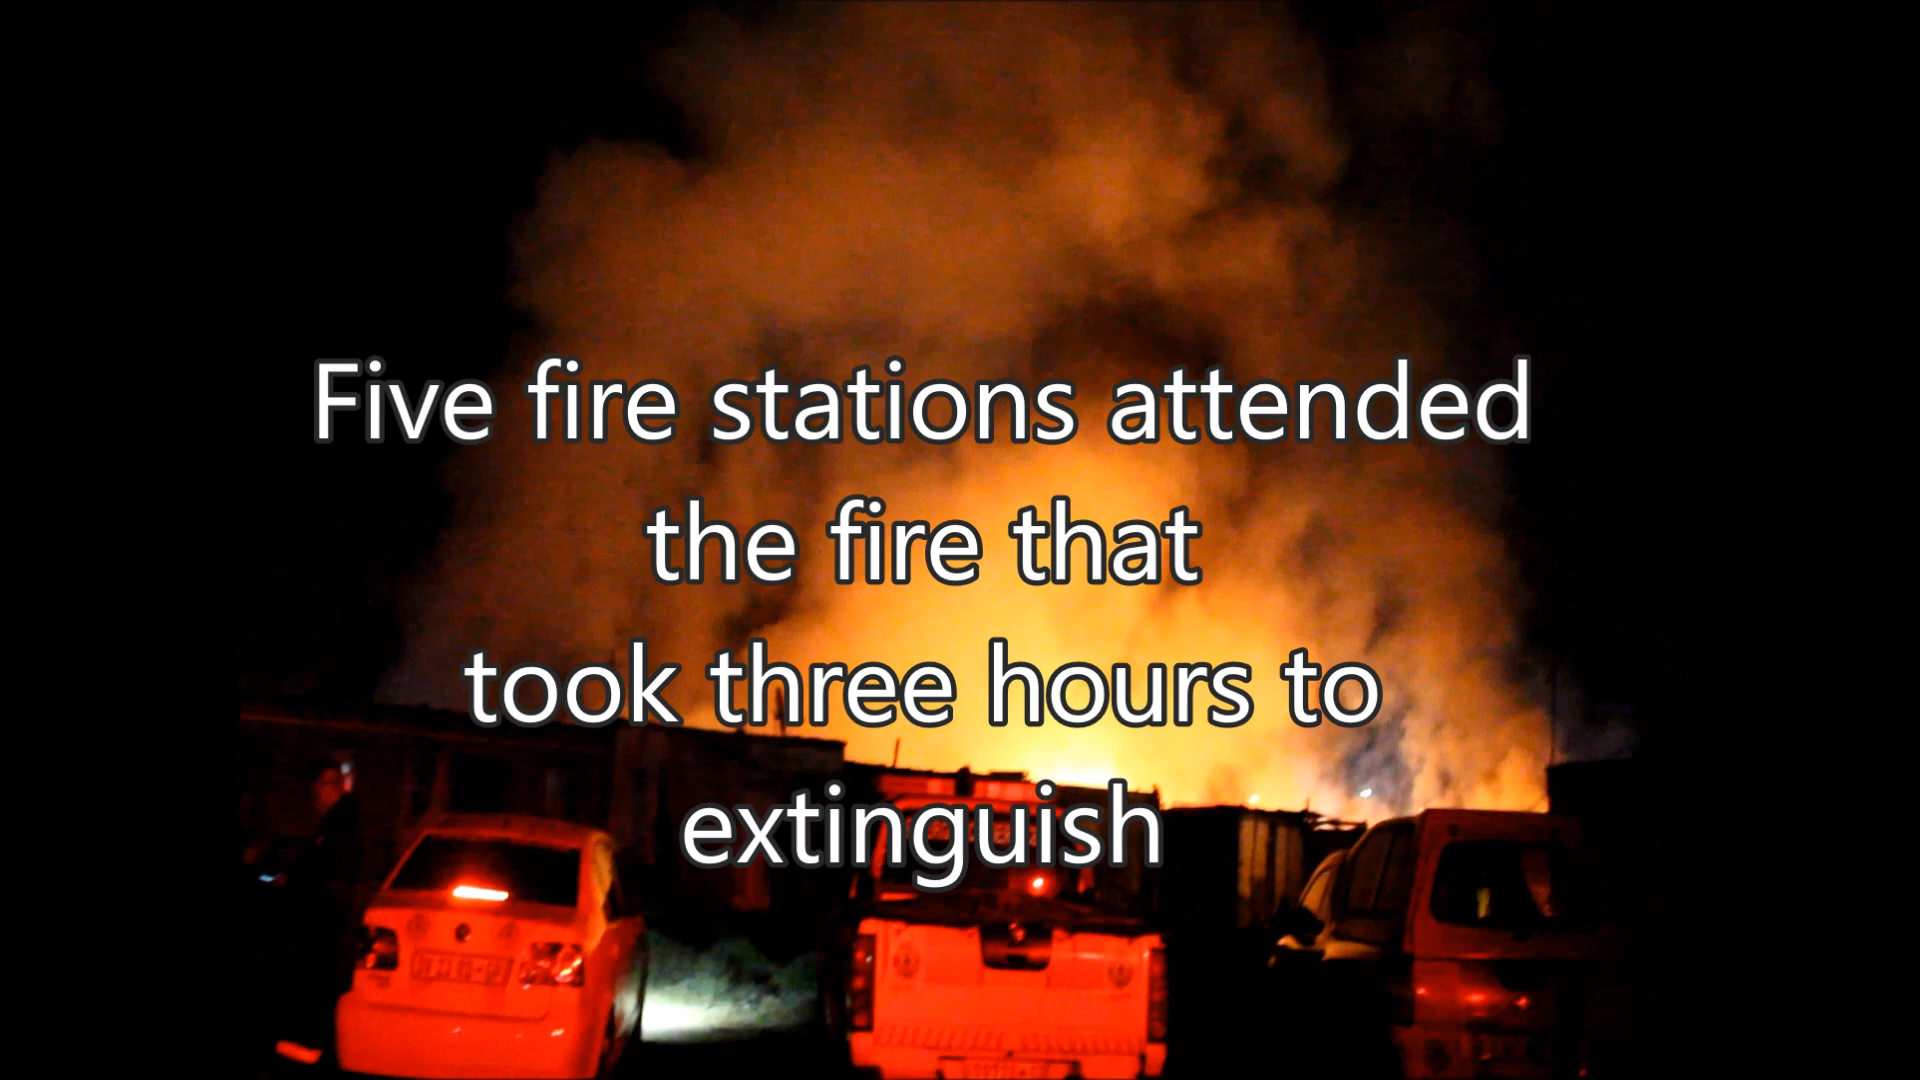 Five fire stations attended
the fire that
took three hours to
extinguish